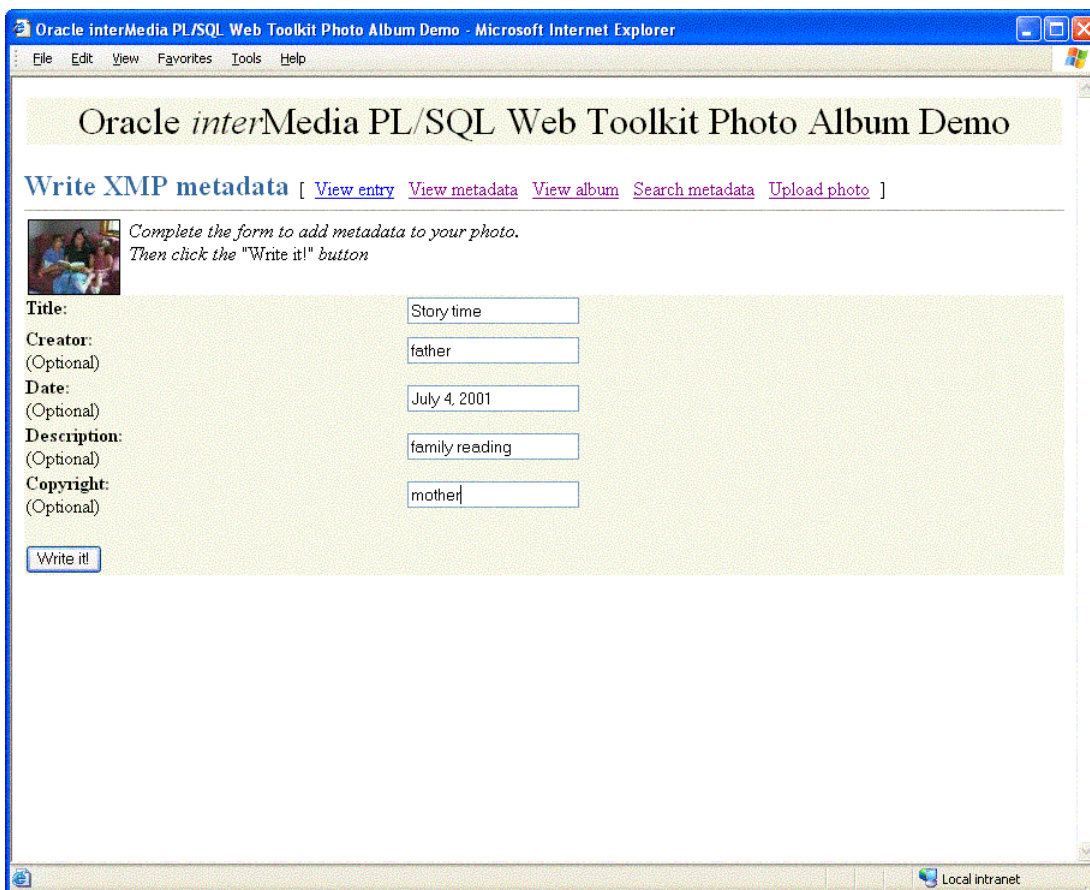 Oracle interMedia PL/SQL Web Toolkit Photo Album Demo - Microsoft Internet Explorer
File Edit View Favorites Tools Help
Oracle interMedia PL/SQL Web Toolkit Photo Album Demo
Write XMP metadata [ View entry View metadata View album Search metadata Upload photo ]
Complete the form to add metadata to your photo.
Then click the "Write it!" button
Title: Story time
Creator:
(Optional) father
Date:
(Optional) July 4, 2001
Description:
(Optional) family reading
Copyright:
(Optional) mother
Write it!
Local intranet